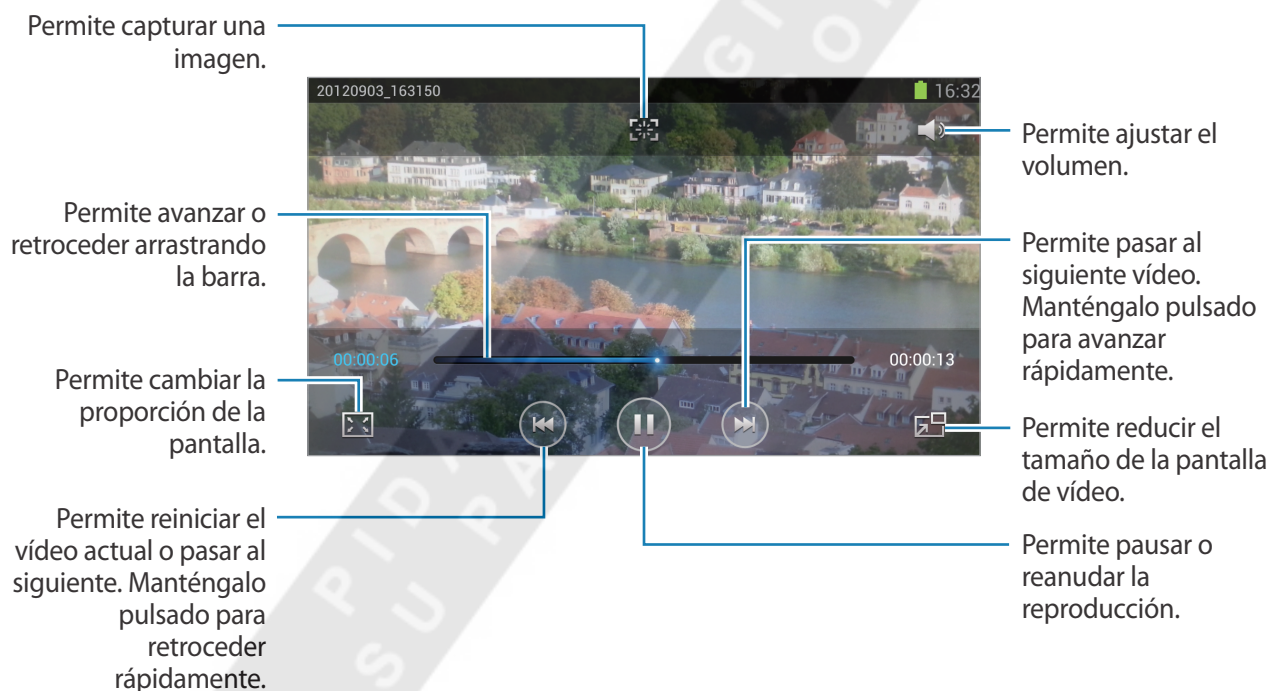 Permite capturar una
imagen.
20120903_163150
16:32
Permite ajustar el
volumen.
Permite avanzar o
retroceder arrastrando
la barra.
Permite pasar al
siguiente vídeo.
Manténgalo pulsado
para avanzar
rápidamente.
00:00:06
00:00:13
Permite cambiar la
proporción de la
pantalla.
Permite reducir el
tamaño de la pantalla
de vídeo.
Permite reiniciar el
vídeo actual o pasar al
siguiente. Manténgalo
pulsado para
retroceder
rápidamente.
Permite pausar o
reanudar la
reproducción.